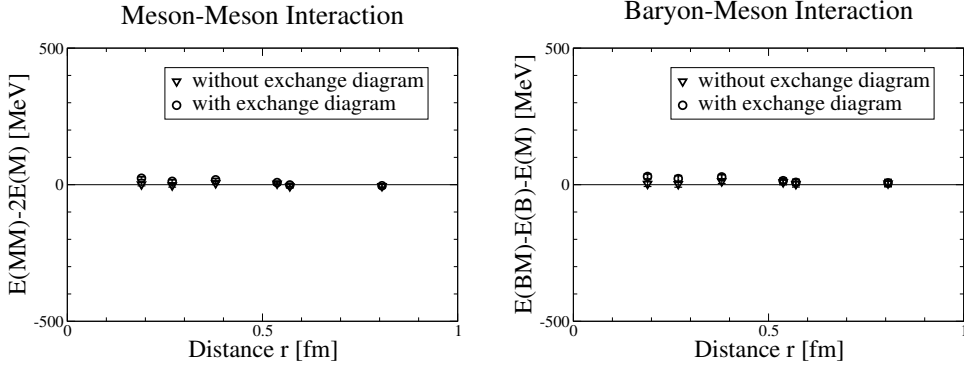 Meson-Meson Interaction
E(MM)-2E(M) [MeV]
500
0
-500
without exchange diagram
with exchange diagram
0
0.5
1
Distance r [fm]
Baryon-Meson Interaction
E(BM)-E(B)-E(M) [MeV]
500
0
-500
without exchange diagram
with exchange diagram
0
0.5
1
Distance r [fm]